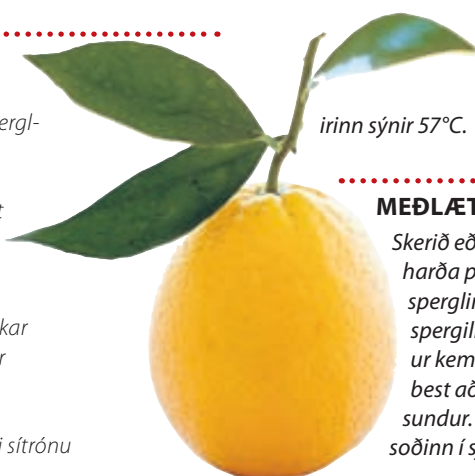 ergl-
t
kar
r
i sítrónu
irinn sýnir 57°C.
MEÐLÆT
Skerið eð
harða p
sperglin
spergil
ur kem
best að
sundur.
soðinn í s